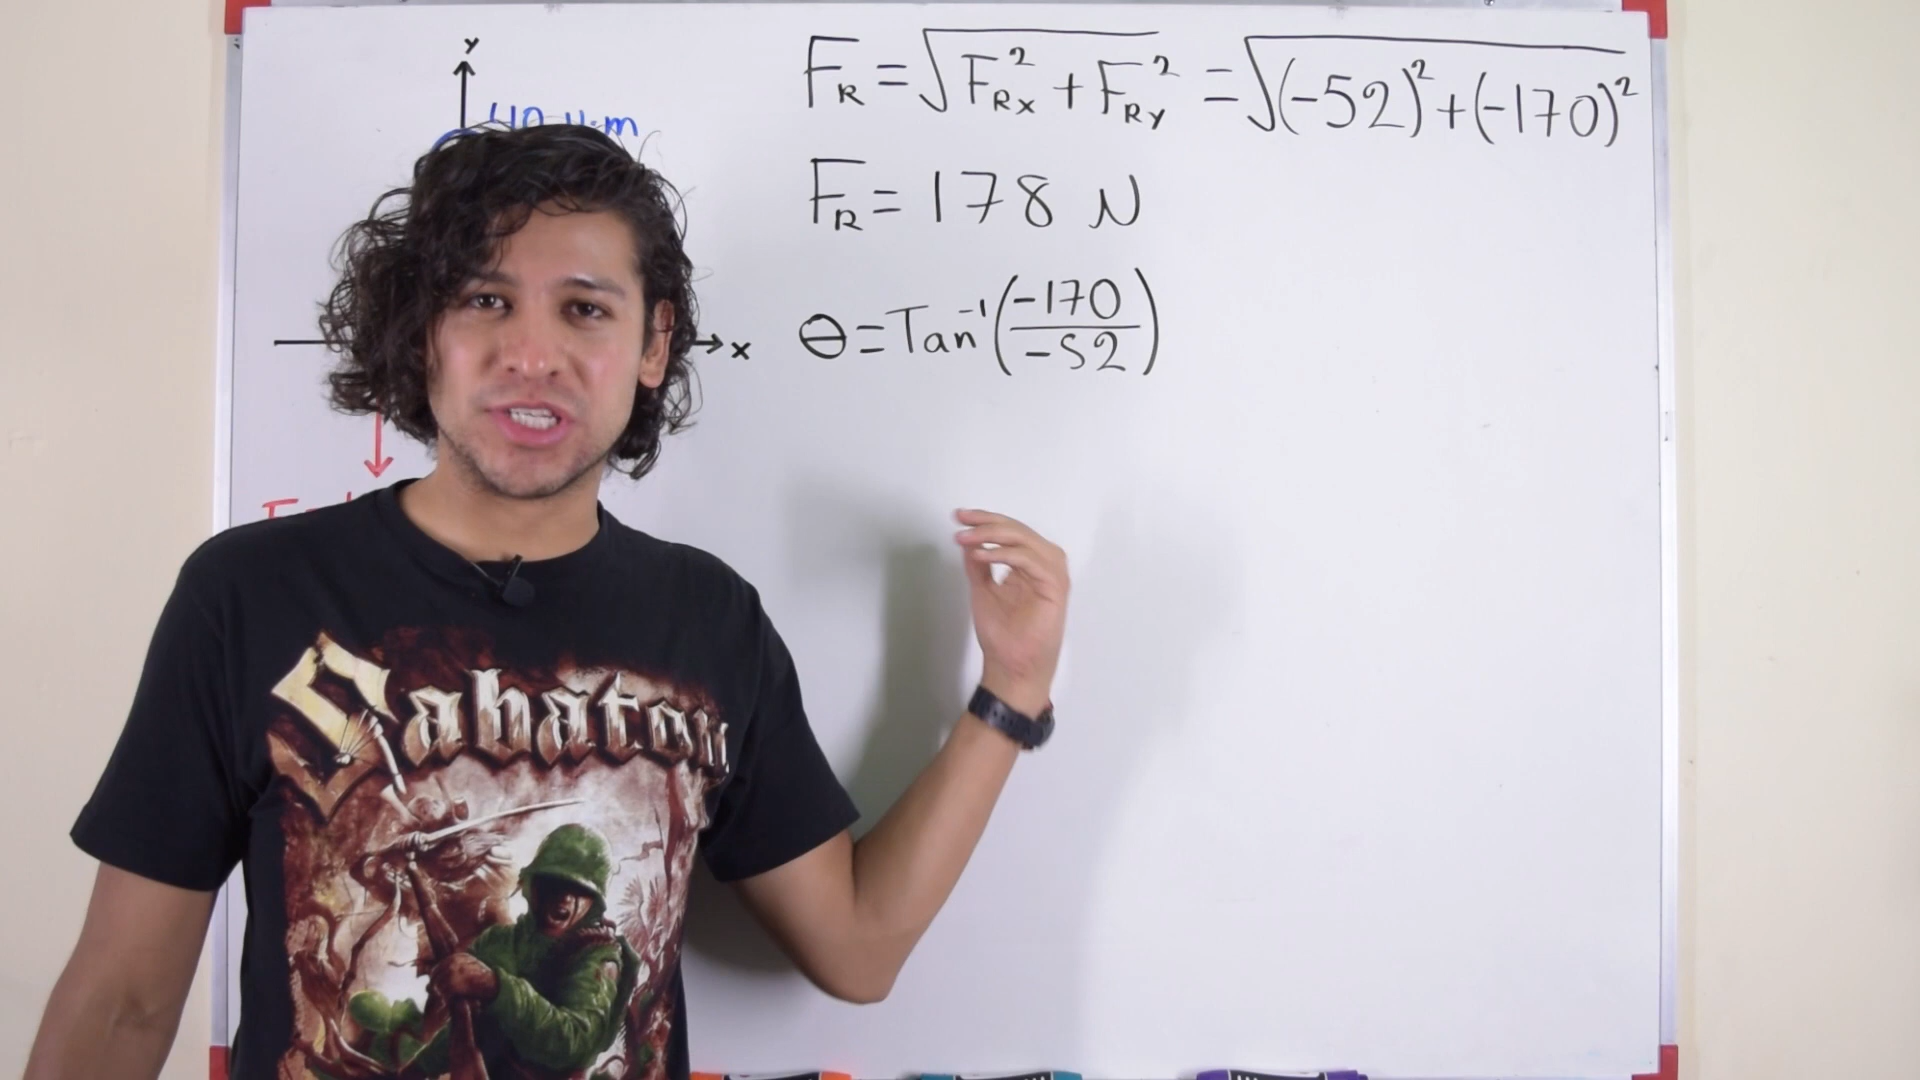 y
F_R = √(F_Rx² + F_Ry²) = √((-52)² + (-170)²)
F_R = 178 N
x
θ = Tan⁻¹(-170/-52)
Sabaton